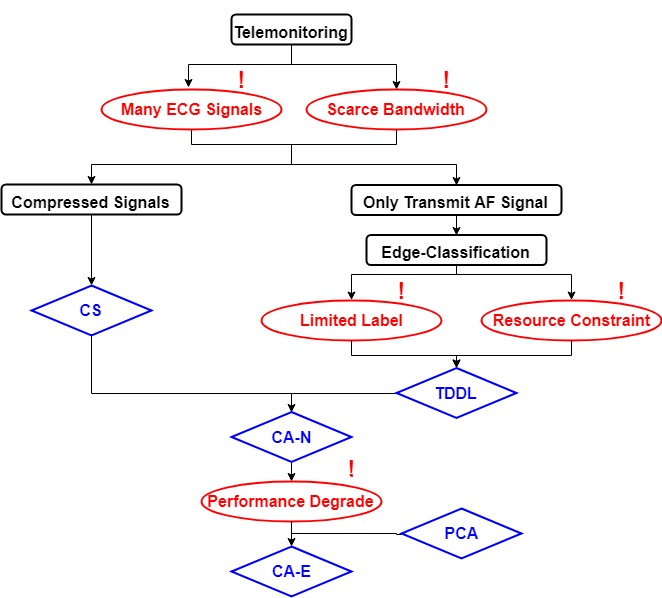 Telemonitoring
!
!
Many ECG Signals
Scarce Bandwidth
Compressed Signals
Only Transmit AF Signal
Edge-Classification
!
!
CS
Limited Label
Resource Constraint
TDDL
CA-N
!
Performance Degrade
PCA
CA-E